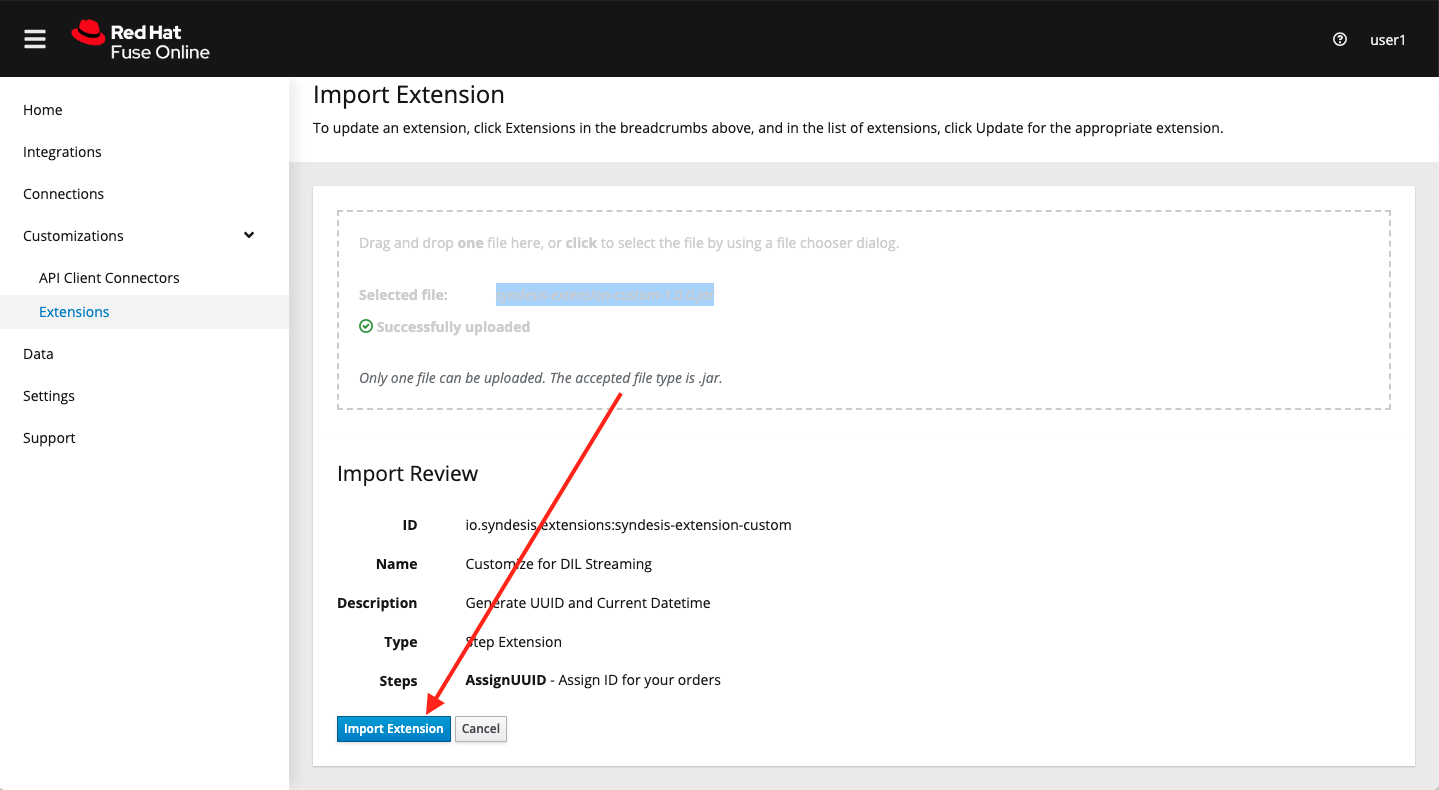 Red Hat
Fuse Online
user1
Home
Integrations
Connections
Customizations
API Client Connectors
Extensions
Data
Settings
Support
Import Extension
To update an extension, click Extensions in the breadcrumbs above, and in the list of extensions, click Update for the appropriate extension.
Drag and drop one file here, or click to select the file by using a file chooser dialog.
Selected file:
Successfully uploaded
Only one file can be uploaded. The accepted file type is .jar.
Import Review
ID io.syndesis.extensions:syndesis-extension-custom
Name Customize for DIL Streaming
Description Generate UUID and Current Datetime
Type Step Extension
Steps AssignUUID - Assign ID for your orders
Import Extension Cancel